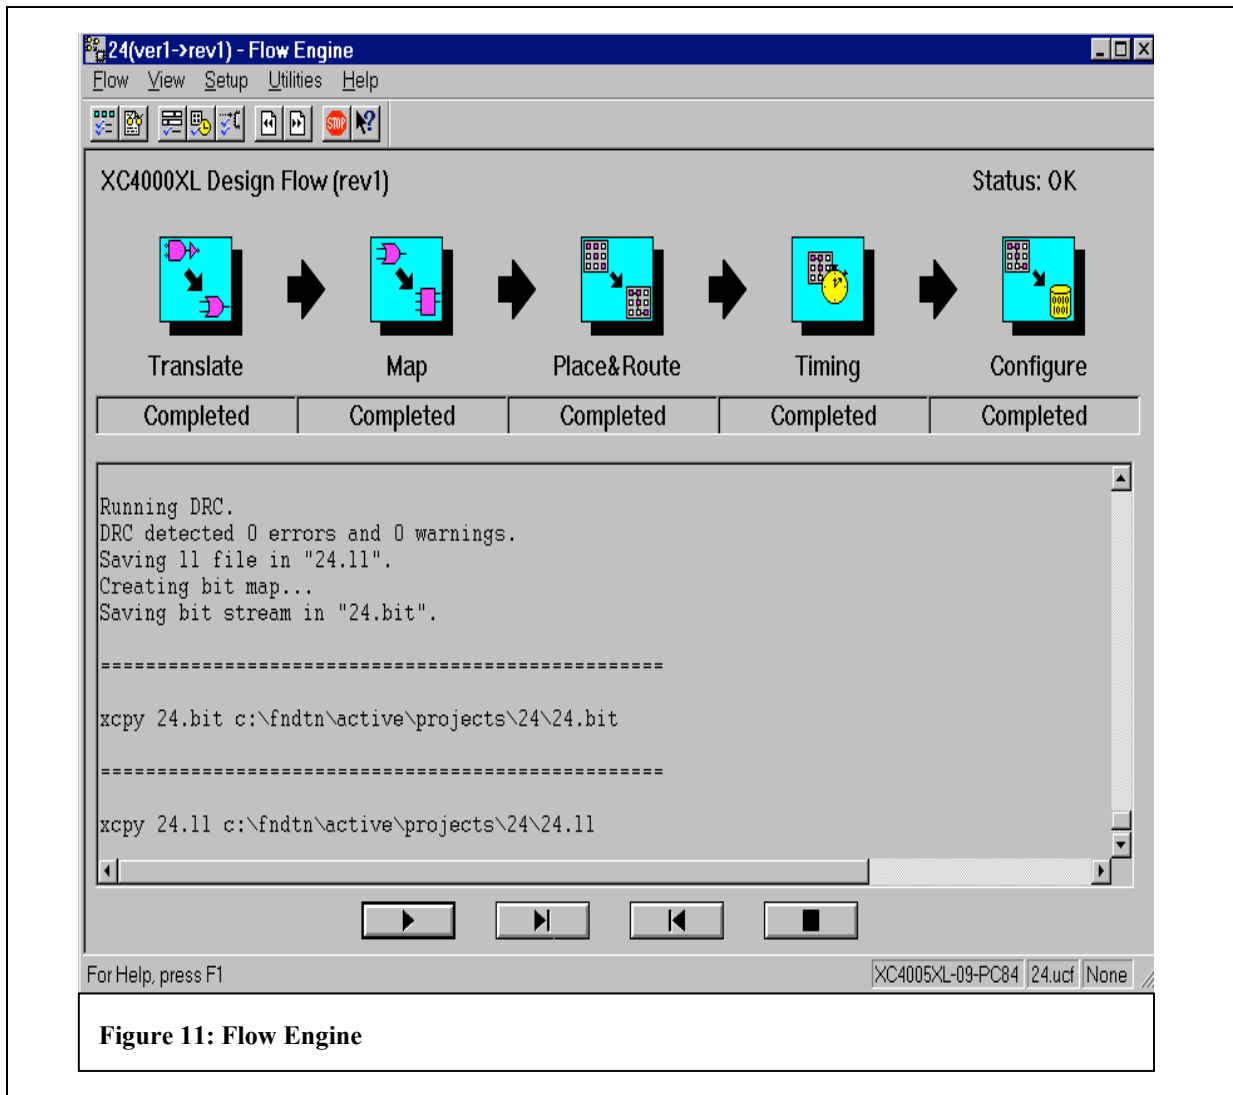 24(ver1->rev1) - Flow Engine
Flow View Setup Utilities Help
STOP
XC4000XL Design Flow (rev1) Status: OK
0010
1001
Translate Map Place&Route Timing Configure
Completed Completed Completed Completed Completed
Running DRC.
DRC detected 0 errors and 0 warnings.
Saving ll file in "24.ll".
Creating bit map...
Saving bit stream in "24.bit".
==================================================
xcpy 24.bit c:\fndtn\active\projects\24\24.bit
==================================================
xcpy 24.ll c:\fndtn\active\projects\24\24.ll
For Help, press F1 XC4005XL-09-PC84 24.ucf None
Figure 11: Flow Engine